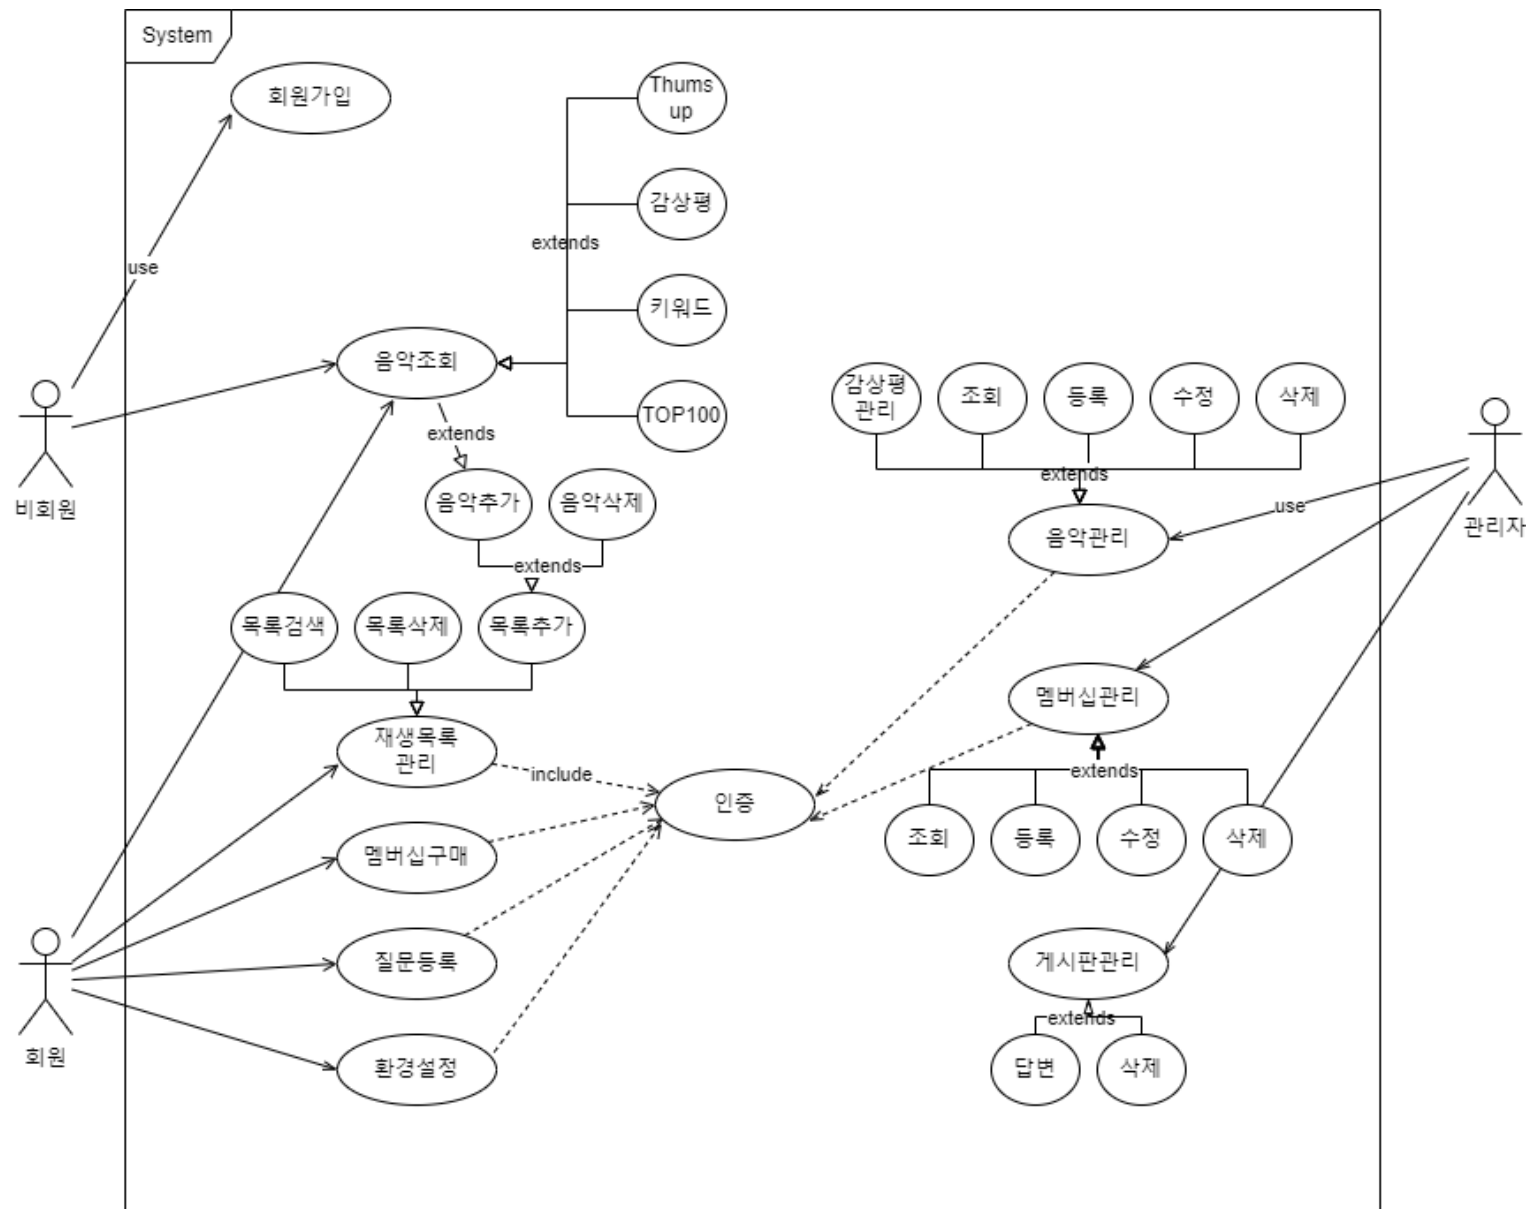 System
회원가입
Thums
up
use
감상평
extends
키워드
음악조회
TOP100
extends
감상평
관리
조회
등록
수정
삭제
extends
비회원
음악추가
음악삭제
use
관리자
음악관리
extends
목록검색
목록삭제
목록추가
멤버십관리
재생목록
관리
include
extends
인증
조회
등록
수정
삭제
멤버십구매
질문등록
게시판관리
extends
회원
환경설정
답변
삭제